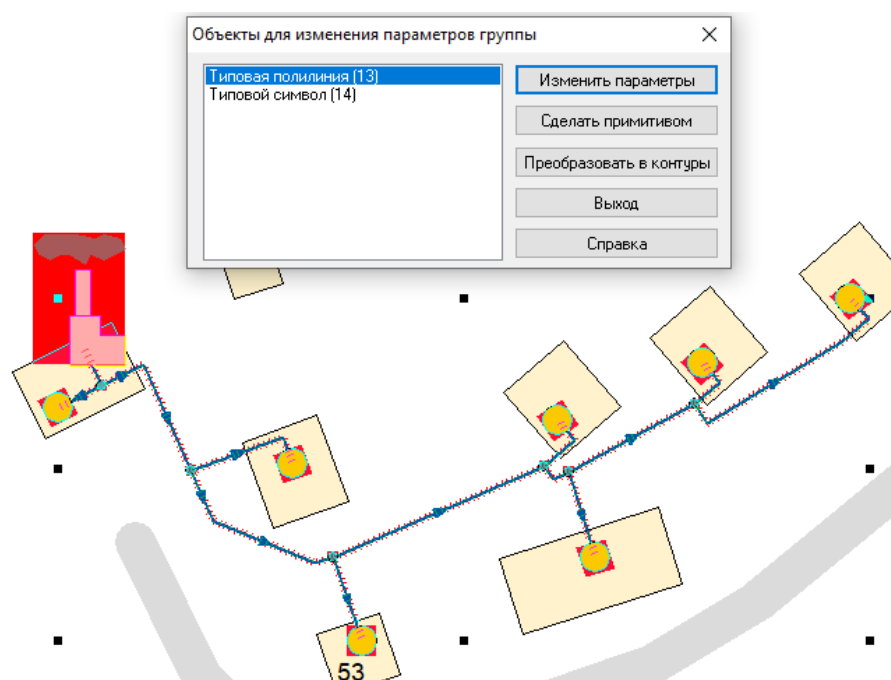 Объекты для изменения параметров группы
Типовая полилиния (13)
Типовой символ (14)
Изменить параметры
Сделать примитивом
Преобразовать в контуры
Выход
Справка
53